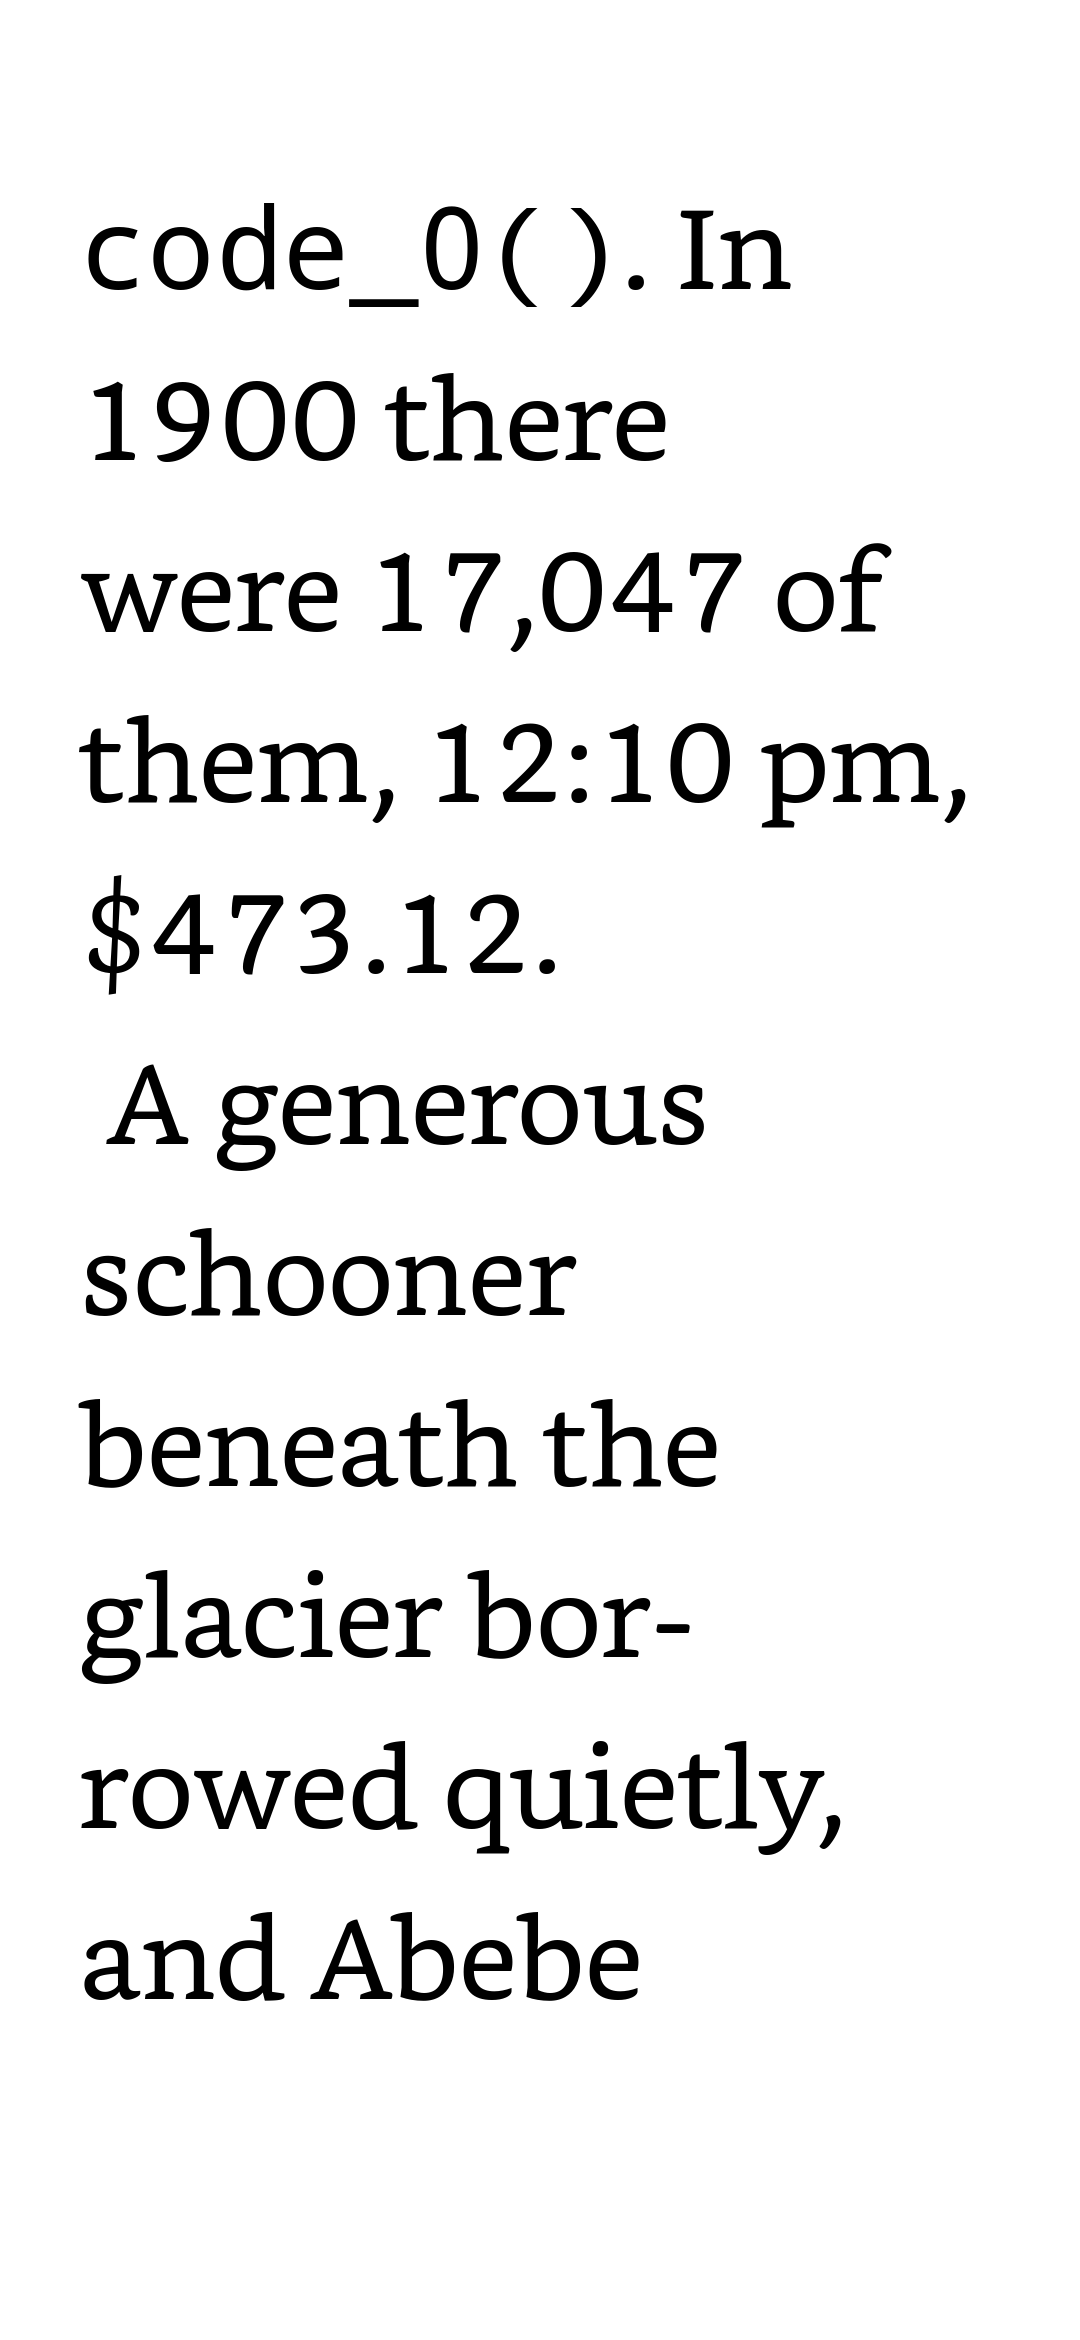 code_0(). In
1900 there
were 17,047 of
them, 12:10 pm,
$473.12.
A generous
schooner
beneath the
glacier bor-
rowed quietly,
and Abebe